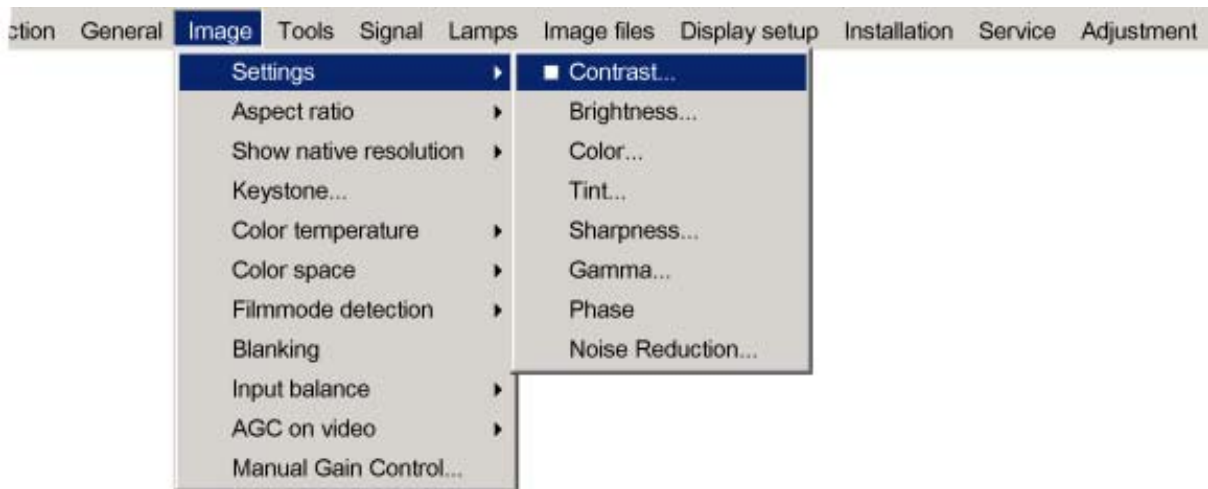 ction General Image Tools Signal Lamps Image files Display setup Installation Service Adjustment
Settings
Aspect ratio
Show native resolution
Keystone...
Color temperature
Color space
Filmmode detection
Blanking
Input balance
AGC on video
Manual Gain Control...
Contrast...
Brightness...
Color...
Tint...
Sharpness...
Gamma...
Phase
Noise Reduction...